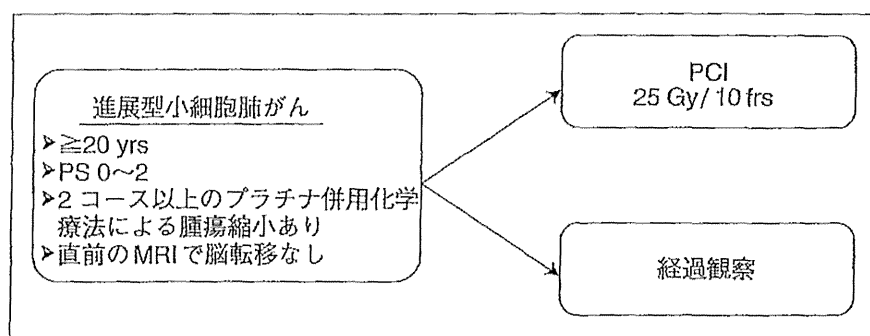 進展型小細胞肺がん
➤≧20 yrs
➤PS 0〜2
➤2 コース以上のプラチナ併用化学
療法による腫瘍縮小あり
➤直前のMRIで脳転移なし
PCI
25 Gy/10 frs
経過観察